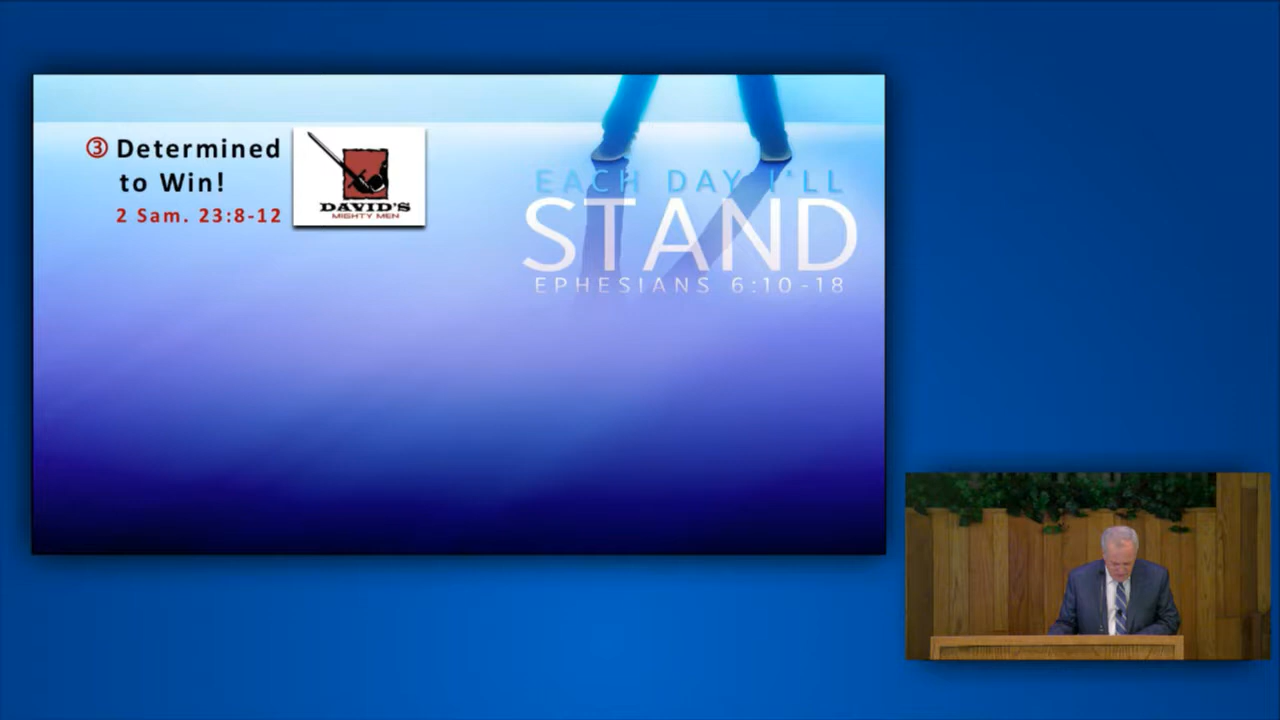 ③ Determined
to Win!
2 Sam. 23:8-12
DAVID'S
MIGHTY MEN
EACH DAY I'LL
STAND
EPHESIANS 6:10-18